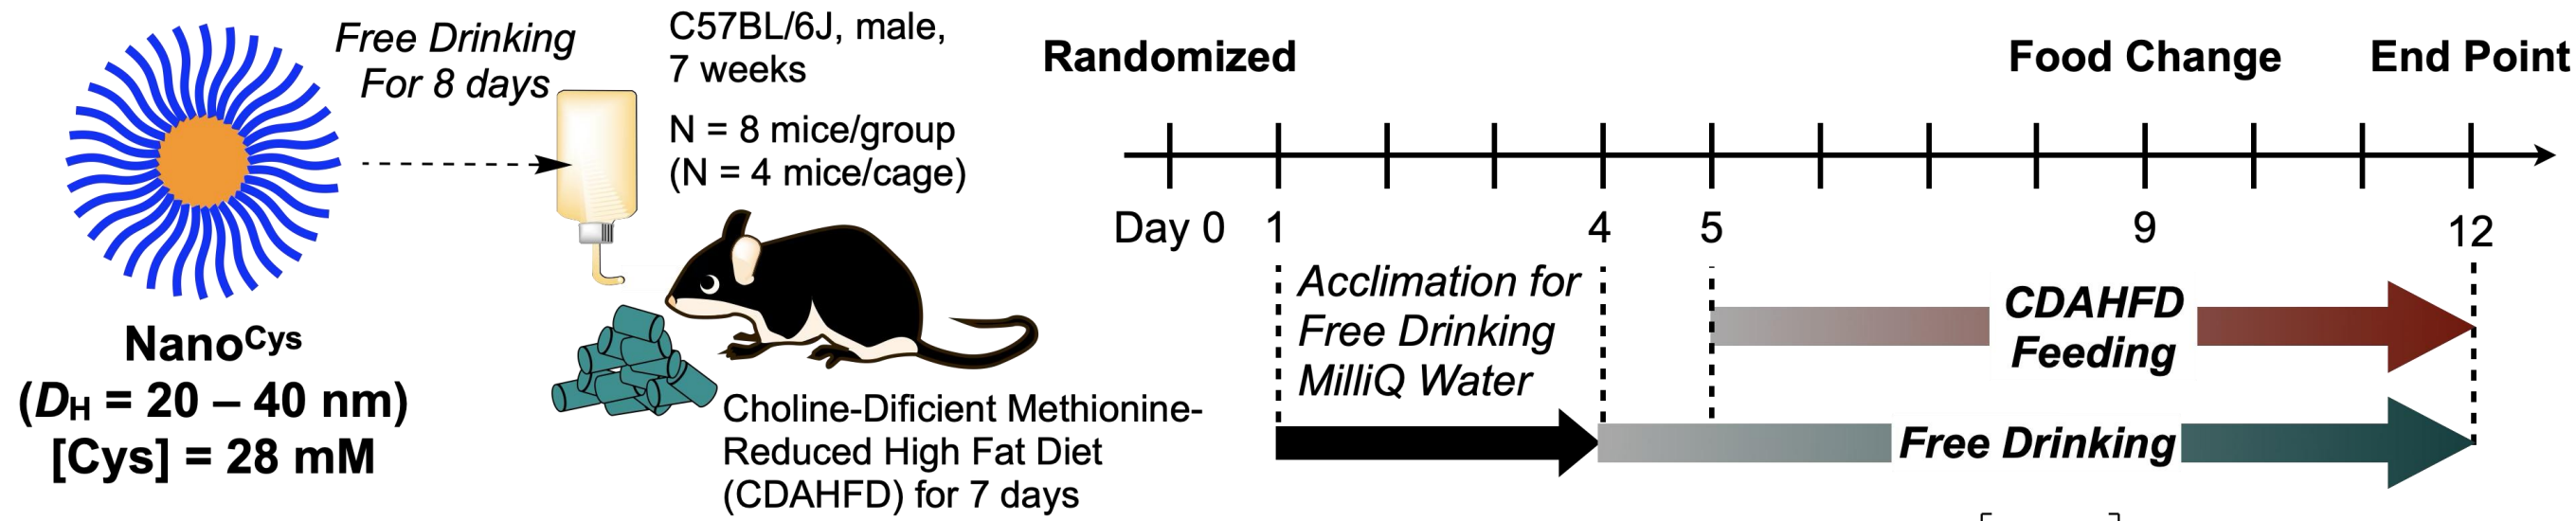 Free Drinking
For 8 days
C57BL/6J, male,
7 weeks
N = 8 mice/group
(N = 4 mice/cage)
NanoCys
(DH = 20 – 40 nm)
[Cys] = 28 mM
Choline-Dificient Methionine-
Reduced High Fat Diet
(CDAHFD) for 7 days
Randomized
Food Change
End Point
Day 0 1 4 5 9 12
Acclimation for
Free Drinking
MilliQ Water
CDAHFD
Feeding
Free Drinking